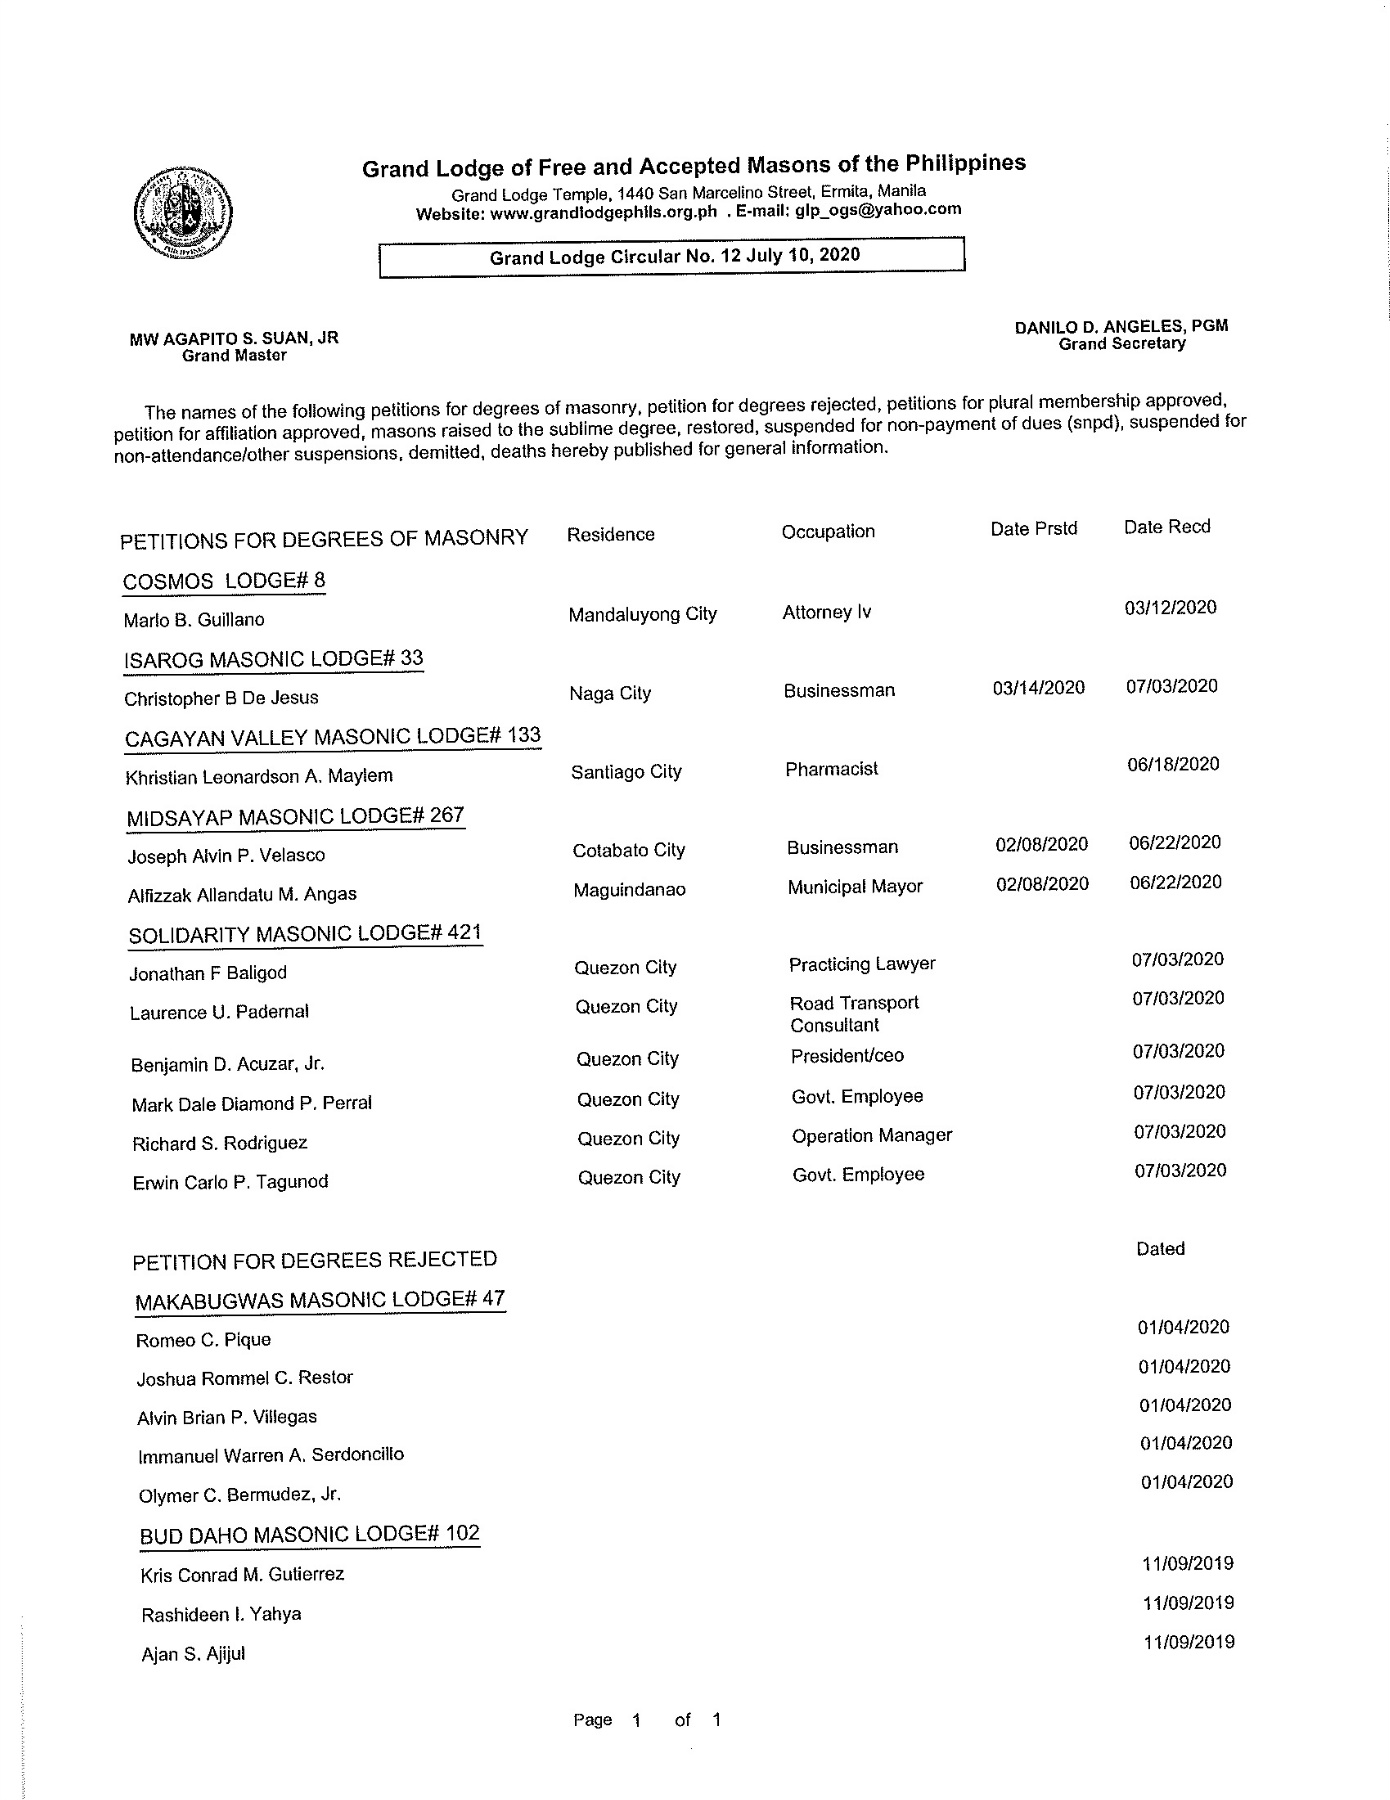 Grand Lodge of Free and Accepted Masons of the Philippines
Grand Lodge Temple, 1440 San Marcelino Street, Ermita, Manila
Website: www.grandlodgephils.org.ph . E-mail: glp_ogs@yahoo.com
Grand Lodge Circular No. 12 July 10, 2020
MW AGAPITO S. SUAN, JR
Grand Master
DANILO D. ANGELES, PGM
Grand Secretary
The names of the following petitions for degrees of masonry, petition for degrees rejected, petitions for plural membership approved,
petition for affiliation approved, masons raised to the sublime degree, restored, suspended for non-payment of dues (snpd), suspended for
non-attendance/other suspensions, demitted, deaths hereby published for general information.
PETITIONS FOR DEGREES OF MASONRY Residence Occupation Date Prstd Date Recd
COSMOS LODGE# 8
Marlo B. Guillano Mandaluyong City Attorney Iv 03/12/2020
ISAROG MASONIC LODGE# 33
Christopher B De Jesus Naga City Businessman 03/14/2020 07/03/2020
CAGAYAN VALLEY MASONIC LODGE# 133
Khristian Leonardson A. Maylem Santiago City Pharmacist 06/18/2020
MIDSAYAP MASONIC LODGE# 267
Joseph Alvin P. Velasco Cotabato City Businessman 02/08/2020 06/22/2020
Alfizzak Allandatu M. Angas Maguindanao Municipal Mayor 02/08/2020 06/22/2020
SOLIDARITY MASONIC LODGE# 421
Jonathan F Baligod Quezon City Practicing Lawyer 07/03/2020
Laurence U. Padernal Quezon City Road Transport 07/03/2020
Consultant
Benjamin D. Acuzar, Jr. Quezon City President/ceo 07/03/2020
Mark Dale Diamond P. Perral Quezon City Govt. Employee 07/03/2020
Richard S. Rodriguez Quezon City Operation Manager 07/03/2020
Erwin Carlo P. Tagunod Quezon City Govt. Employee 07/03/2020
PETITION FOR DEGREES REJECTED Dated
MAKABUGWAS MASONIC LODGE# 47
Romeo C. Pique 01/04/2020
Joshua Rommel C. Restor 01/04/2020
Alvin Brian P. Villegas 01/04/2020
Immanuel Warren A. Serdoncillo 01/04/2020
Olymer C. Bermudez, Jr. 01/04/2020
BUD DAHO MASONIC LODGE# 102
Kris Conrad M. Gutierrez 11/09/2019
Rashideen I. Yahya 11/09/2019
Ajan S. Ajijul 11/09/2019
Page 1 of 1